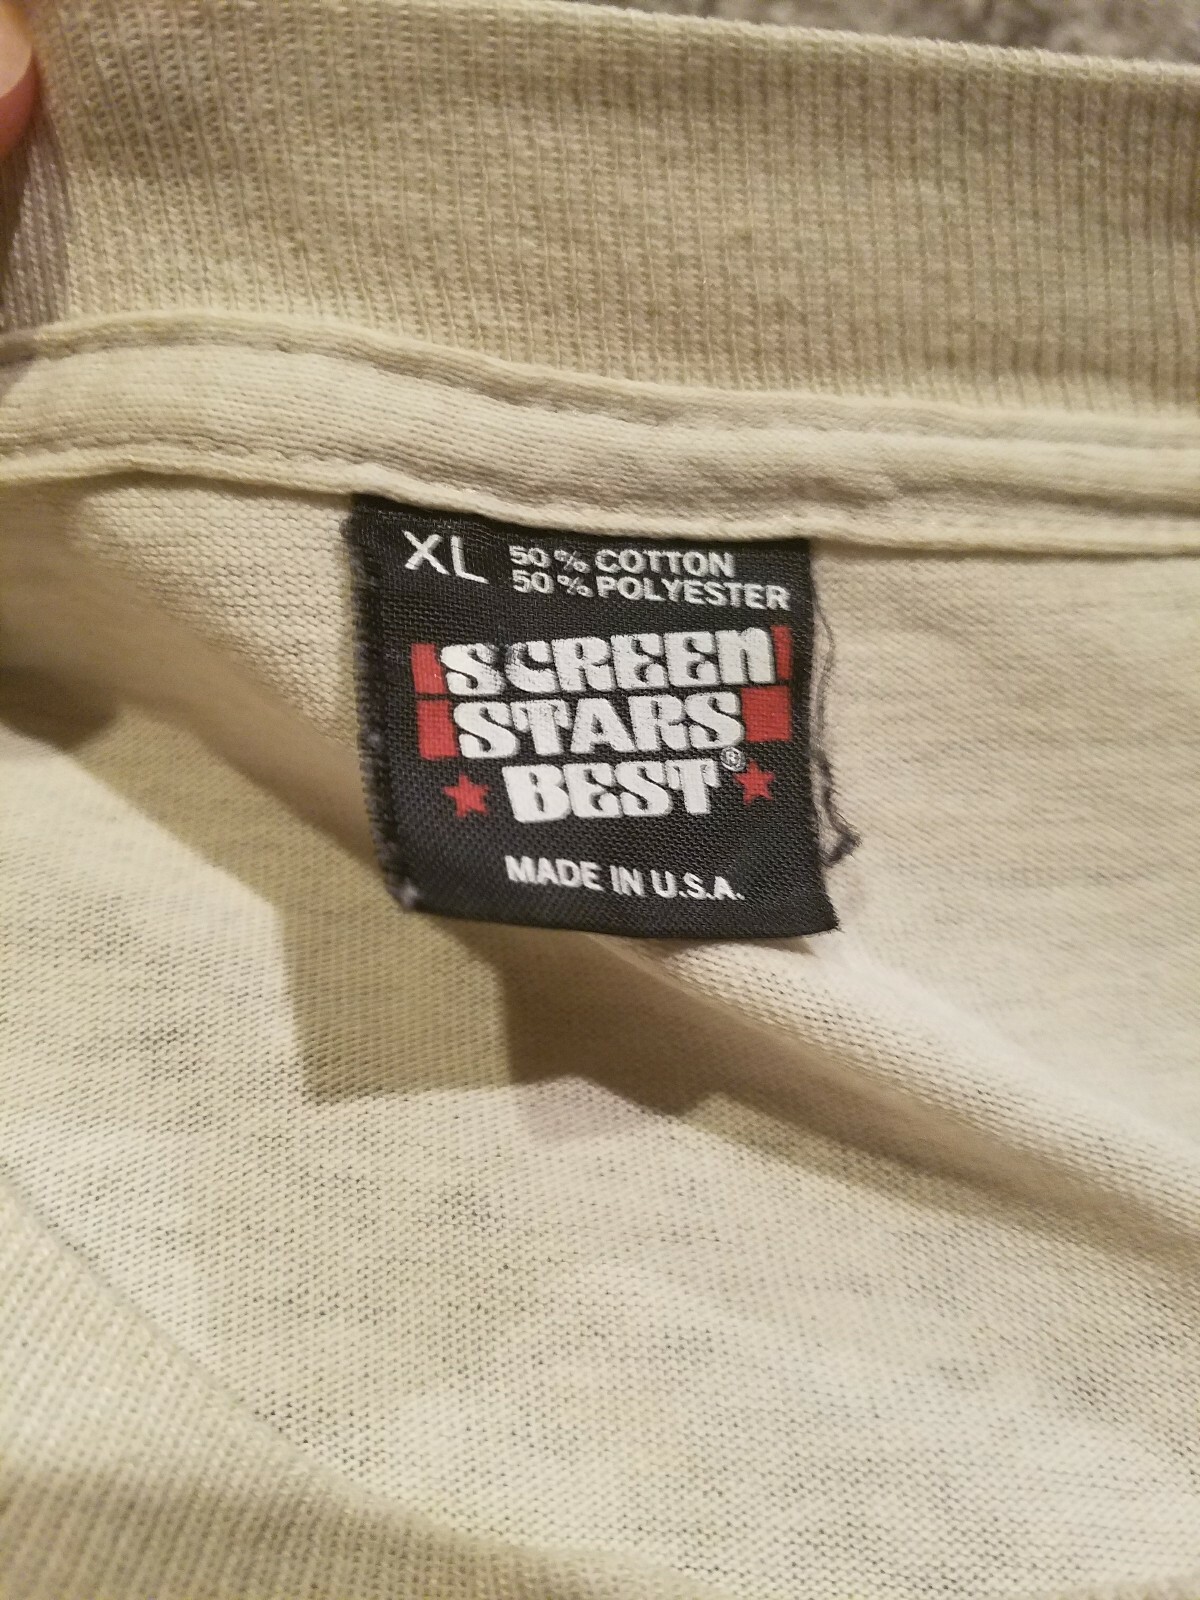 XL
50% COTTON
50% POLYESTER
SCREEN
STARS
BEST®
MADE IN U.S.A.